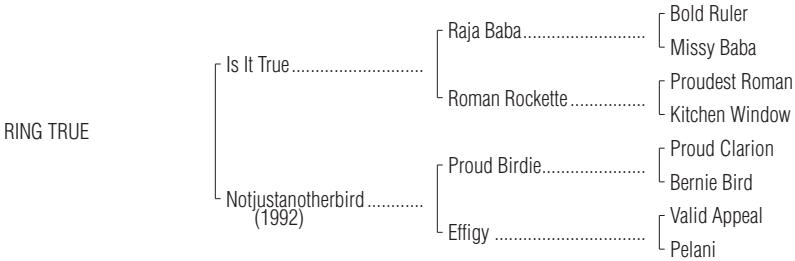 Bold Ruler
Raja Baba..........................
Missy Baba
Is It True............................
Proudest Roman
Roman Rockette................
Kitchen Window
RING TRUE
Proud Clarion
Proud Birdie......................
Bernie Bird
Notjustanotherbird............
(1992)
Valid Appeal
Effigy ................................
Pelani